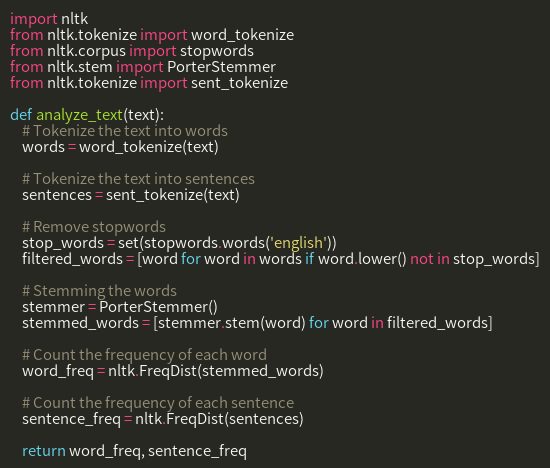 import nltk
from nltk.tokenize import word_tokenize
from nltk.corpus import stopwords
from nltk.stem import PorterStemmer
from nltk.tokenize import sent_tokenize

def analyze_text(text):
    # Tokenize the text into words
    words = word_tokenize(text)

    # Tokenize the text into sentences
    sentences = sent_tokenize(text)

    # Remove stopwords
    stop_words = set(stopwords.words('english'))
    filtered_words = [word for word in words if word.lower() not in stop_words]

    # Stemming the words
    stemmer = PorterStemmer()
    stemmed_words = [stemmer.stem(word) for word in filtered_words]

    # Count the frequency of each word
    word_freq = nltk.FreqDist(stemmed_words)

    # Count the frequency of each sentence
    sentence_freq = nltk.FreqDist(sentences)

    return word_freq, sentence_freq